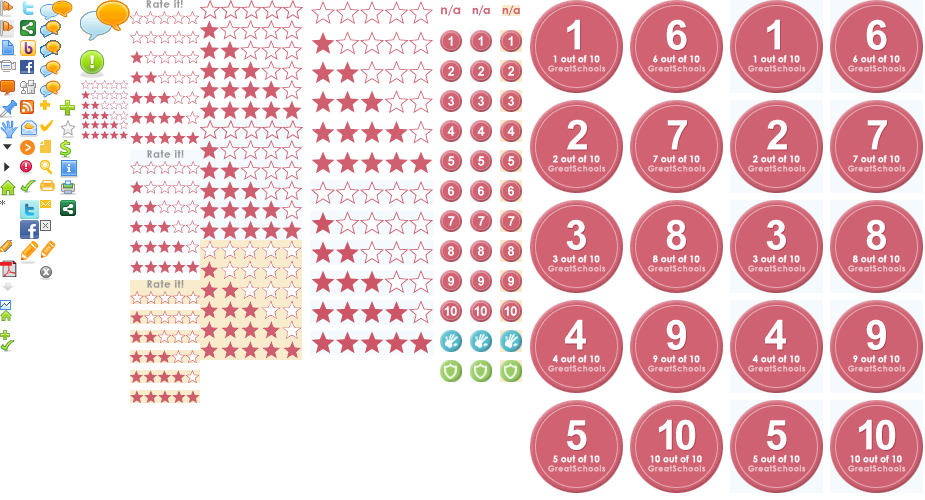 Rate it!
Rate it!
Rate it!
n/a n/a n/a
1 1 1
2 2 2
3 3 3
4 4 4
5 5 5
6 6 6
7 7 7
8 8 8
9 9 9
10 10 10
1 6 1 6
1 out of 10 6 out of 10 1 out of 10 6 out of 10
GreatSchools GreatSchools GreatSchools GreatSchools
2 7 2 7
2 out of 10 7 out of 10 2 out of 10 7 out of 10
GreatSchools GreatSchools GreatSchools GreatSchools
3 8 3 8
3 out of 10 8 out of 10 3 out of 10 8 out of 10
GreatSchools GreatSchools GreatSchools GreatSchools
4 9 4 9
4 out of 10 9 out of 10 4 out of 10 9 out of 10
GreatSchools GreatSchools GreatSchools GreatSchools
5 10 5 10
5 out of 10 10 out of 10 5 out of 10 10 out of 10
GreatSchools GreatSchools GreatSchools GreatSchools